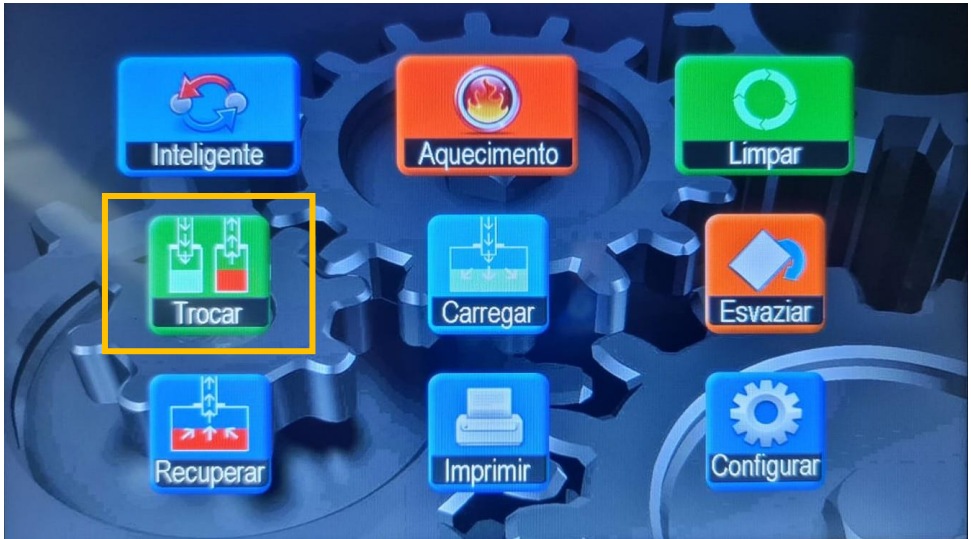 Inteligente
Aquecimento
Limpar
Trocar
Carregar
Esvaziar
Recuperar
Imprimir
Configurar